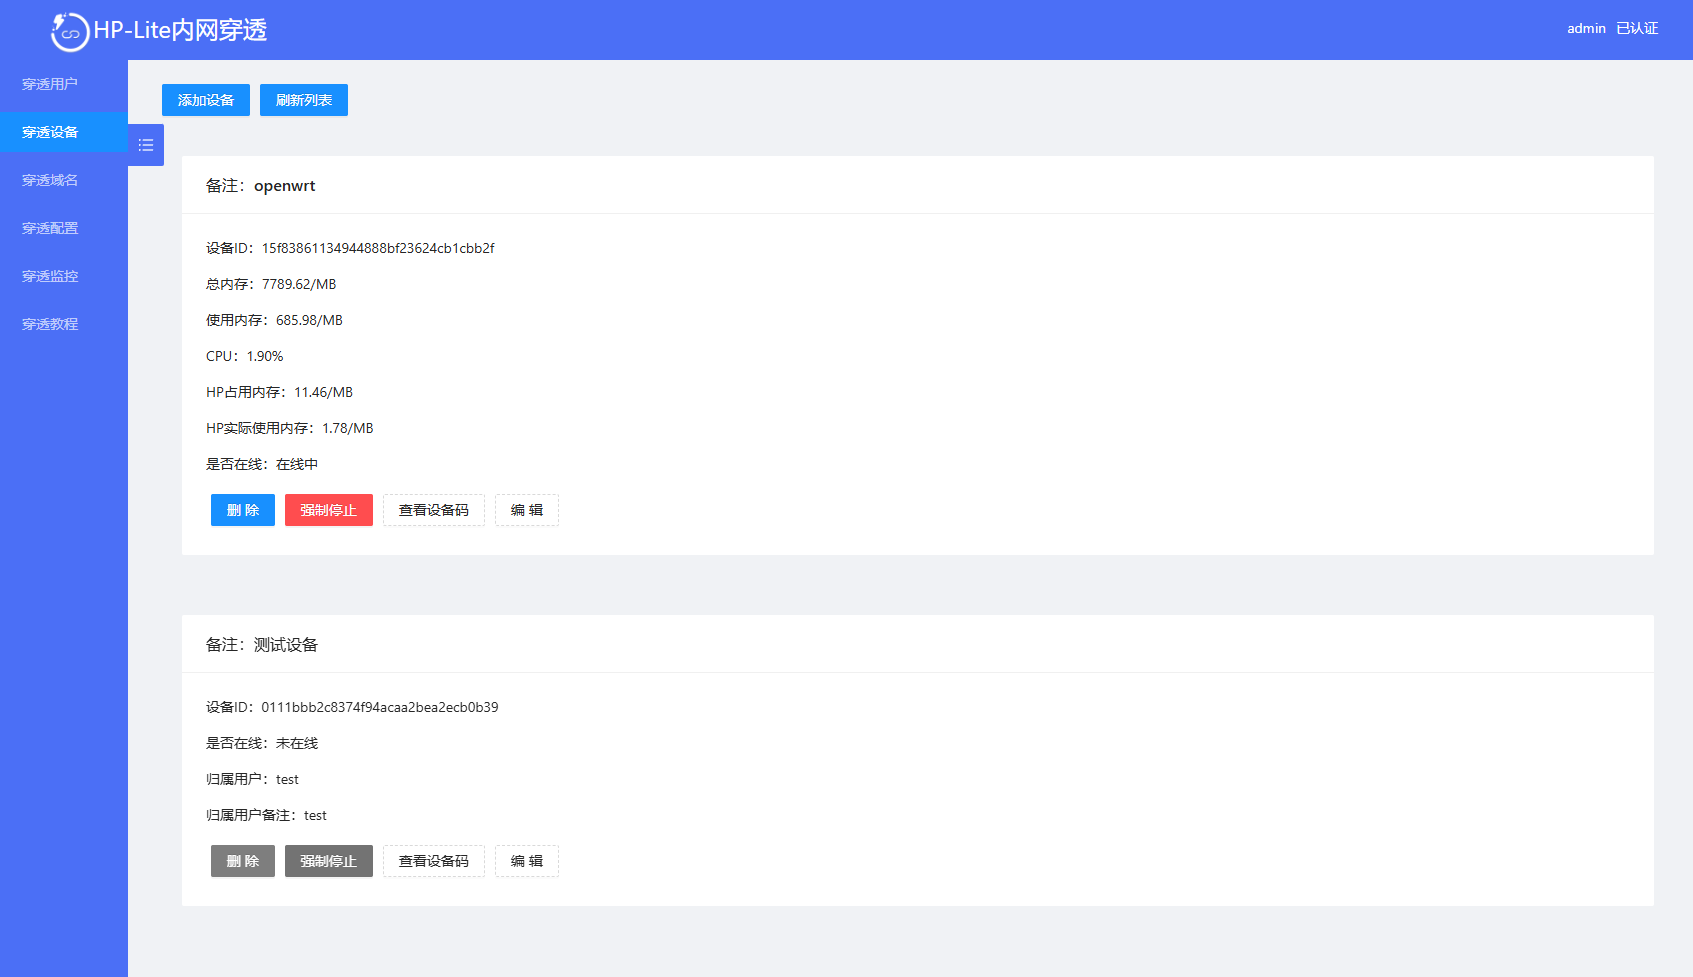 HP-Lite内网穿透
admin 已认证
穿透用户
穿透设备
穿透域名
穿透配置
穿透监控
穿透教程
添加设备 刷新列表
备注：openwrt
设备ID：15f83861134944888bf23624cb1cbb2f
总内存：7789.62/MB
使用内存：685.98/MB
CPU：1.90%
HP占用内存：11.46/MB
HP实际使用内存：1.78/MB
是否在线：在线中
删 除 强制停止 查看设备码 编 辑
备注：测试设备
设备ID：0111bbb2c8374f94acaa2bea2ecb0b39
是否在线：未在线
归属用户：test
归属用户备注：test
删 除 强制停止 查看设备码 编 辑